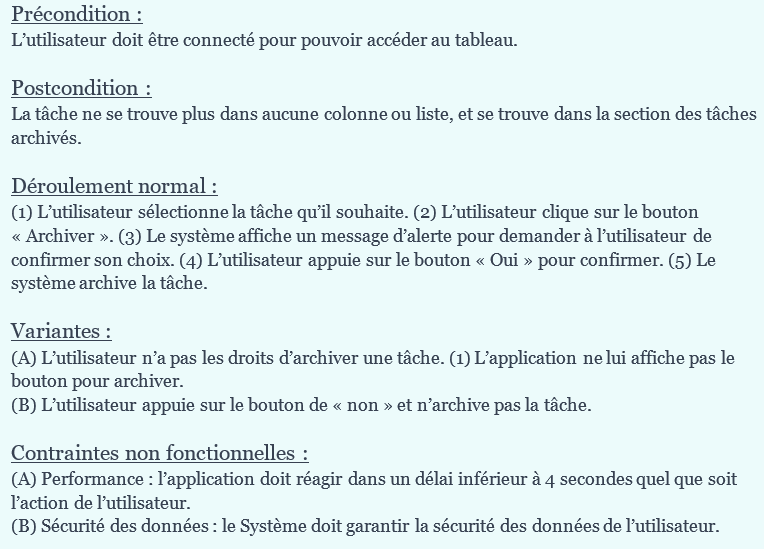 Précondition :
L’utilisateur doit être connecté pour pouvoir accéder au tableau.
Postcondition :
La tâche ne se trouve plus dans aucune colonne ou liste, et se trouve dans la section des tâches
archivés.
Déroulement normal :
(1) L’utilisateur sélectionne la tâche qu’il souhaite. (2) L’utilisateur clique sur le bouton
« Archiver ». (3) Le système affiche un message d’alerte pour demander à l’utilisateur de
confirmer son choix. (4) L’utilisateur appuie sur le bouton « Oui » pour confirmer. (5) Le
système archive la tâche.
Variantes :
(A) L’utilisateur n’a pas les droits d’archiver une tâche. (1) L’application ne lui affiche pas le
bouton pour archiver.
(B) L’utilisateur appuie sur le bouton de « non » et n’archive pas la tâche.
Contraintes non fonctionnelles :
(A) Performance : l’application doit réagir dans un délai inférieur à 4 secondes quel que soit
l’action de l’utilisateur.
(B) Sécurité des données : le Système doit garantir la sécurité des données de l’utilisateur.